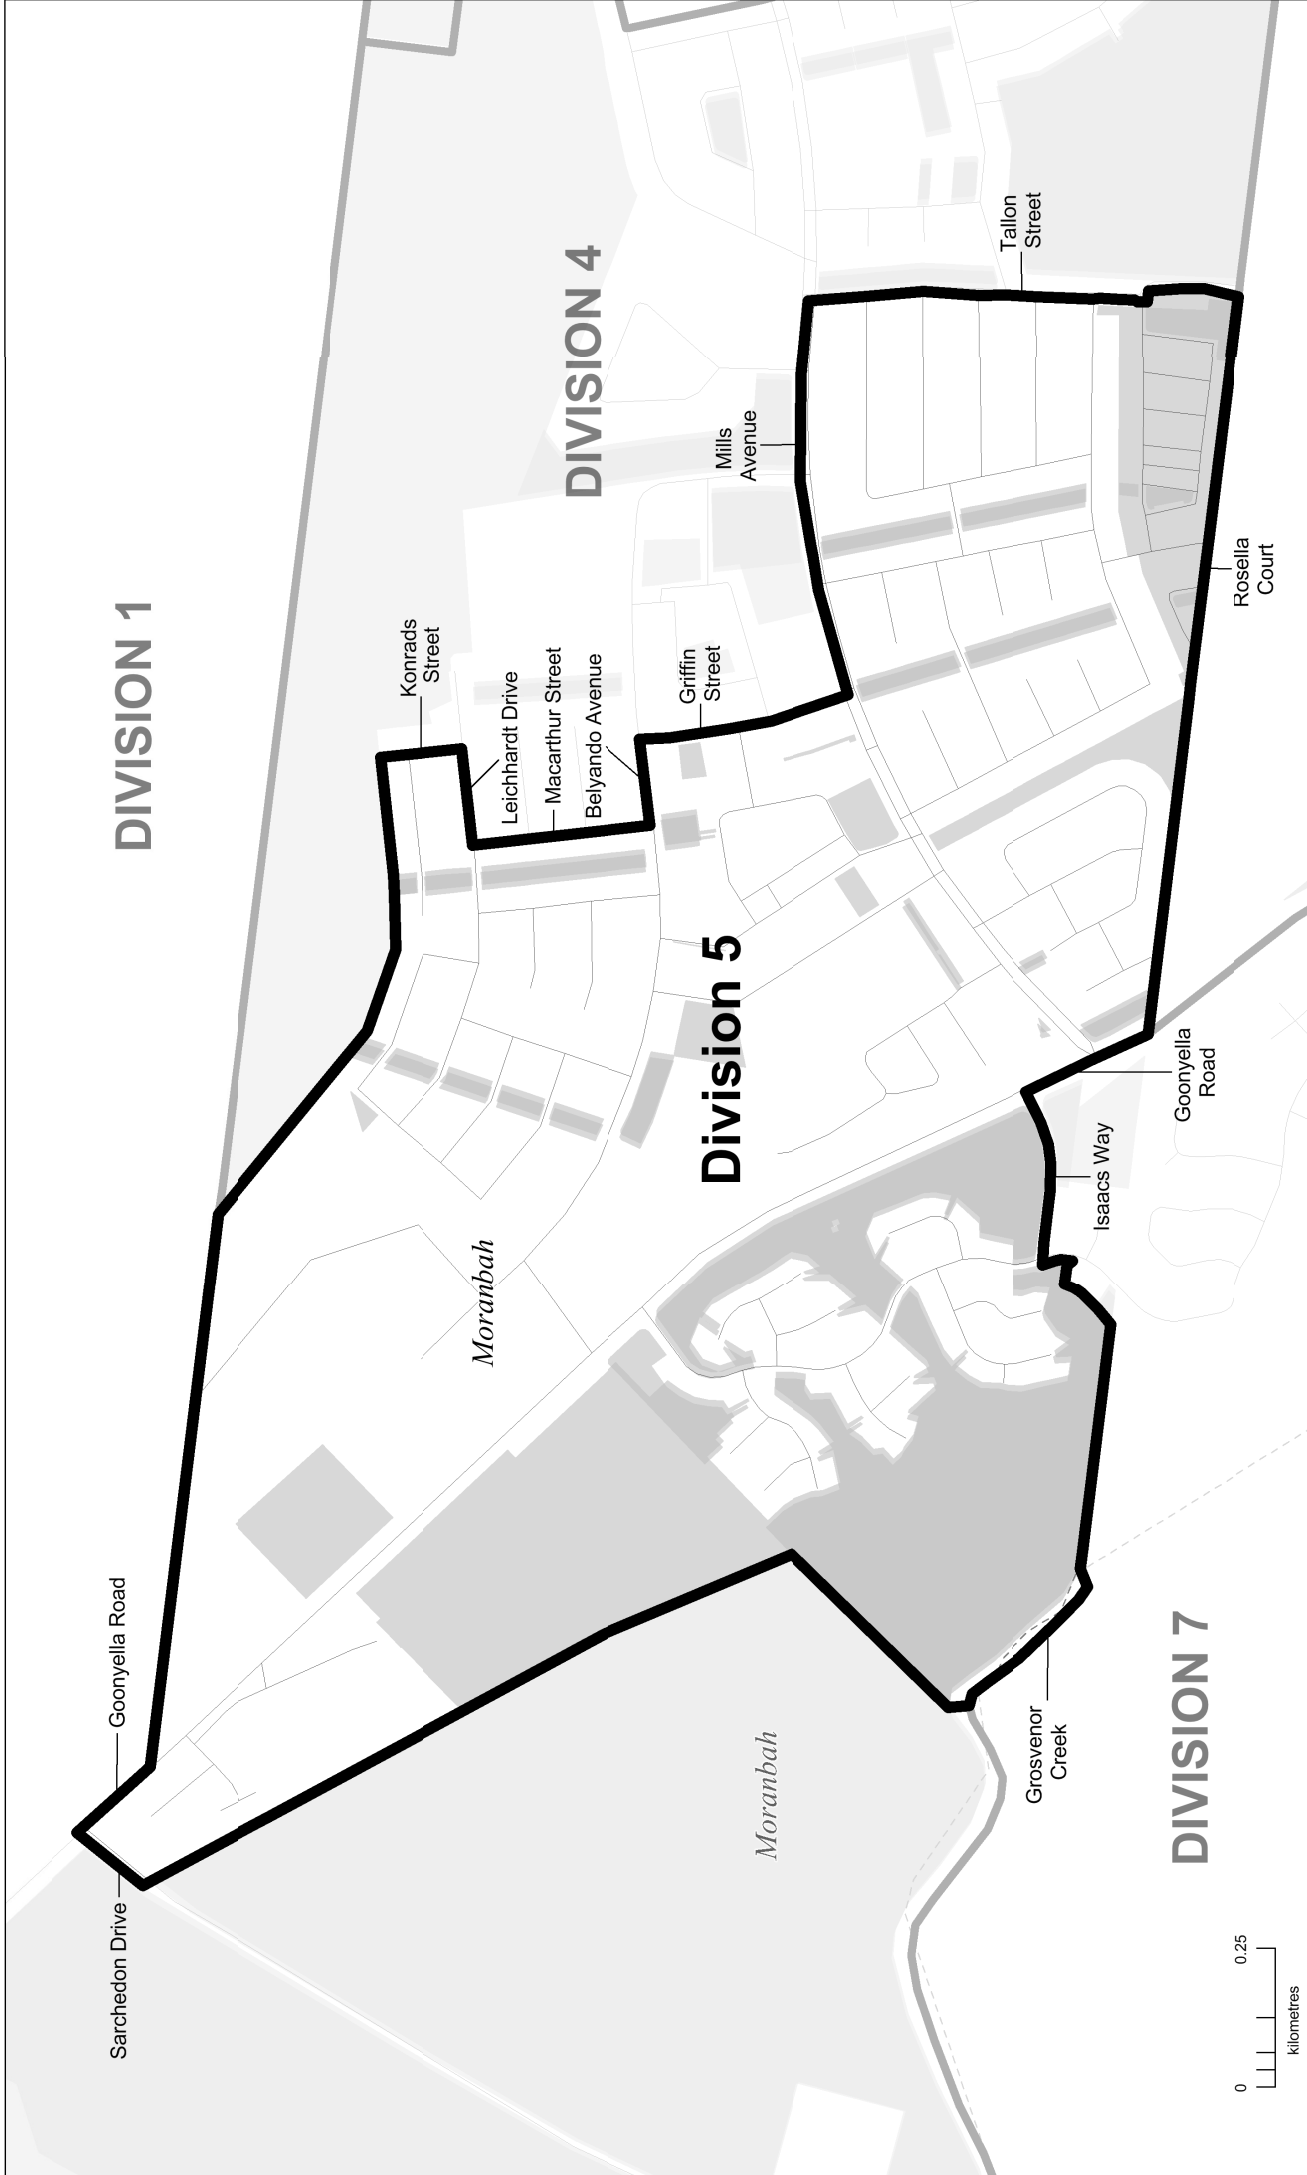 DIVISION 1
Sarchedon Drive
Goonyella Road
Konrads
Street
Leichhardt Drive
Macarthur Street
Belyando Avenue
DIVISION 4
Griffin
Street
Mills
Avenue
Tallon
Street
Moranbah
Division 5
Moranbah
Grosvenor
Creek
Isaacs Way
Goonyella
Road
Rosella
Court
DIVISION 7
0
0.25
kilometres